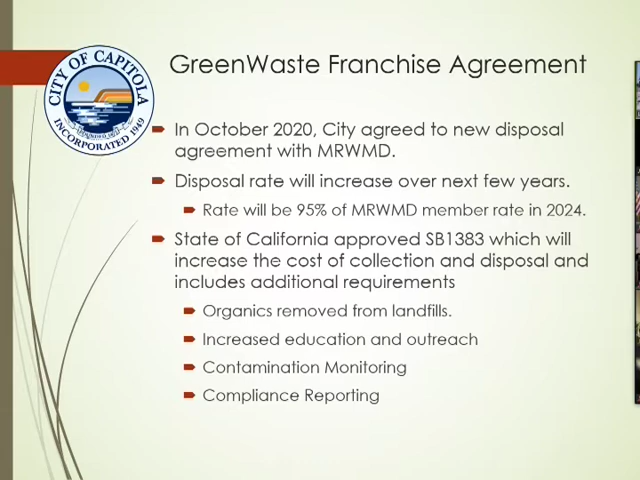 GreenWaste Franchise Agreement
CITY OF CAPITOLA
INCORPORATED 1949
In October 2020, City agreed to new disposal
agreement with MRWMD.
Disposal rate will increase over next few years.
Rate will be 95% of MRWMD member rate in 2024.
State of California approved SB1383 which will
increase the cost of collection and disposal and
includes additional requirements
Organics removed from landfills.
Increased education and outreach
Contamination Monitoring
Compliance Reporting